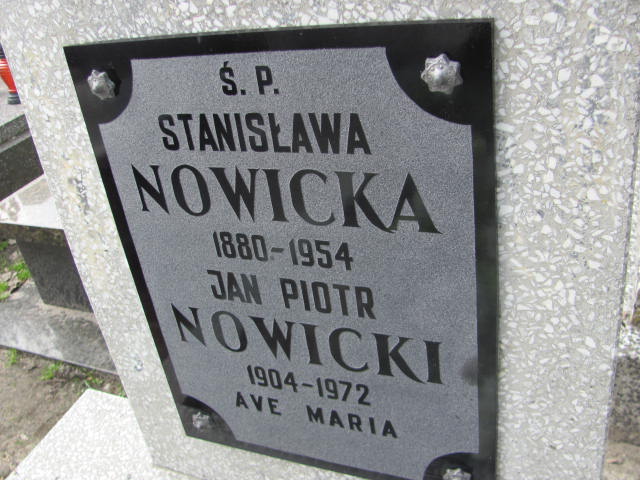 Ś. P.
STANISŁAWA
NOWICKA
1880-1954
JAN PIOTR
NOWICKI
1904-1972
AVE MARIA